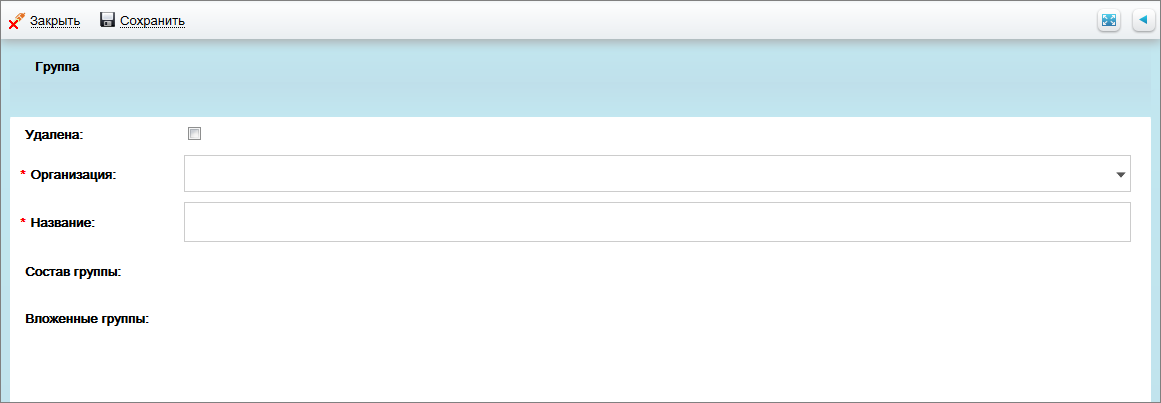 Закрыть Сохранить
Группа
Удалена:
* Организация:
* Название:
Состав группы:
Вложенные группы: